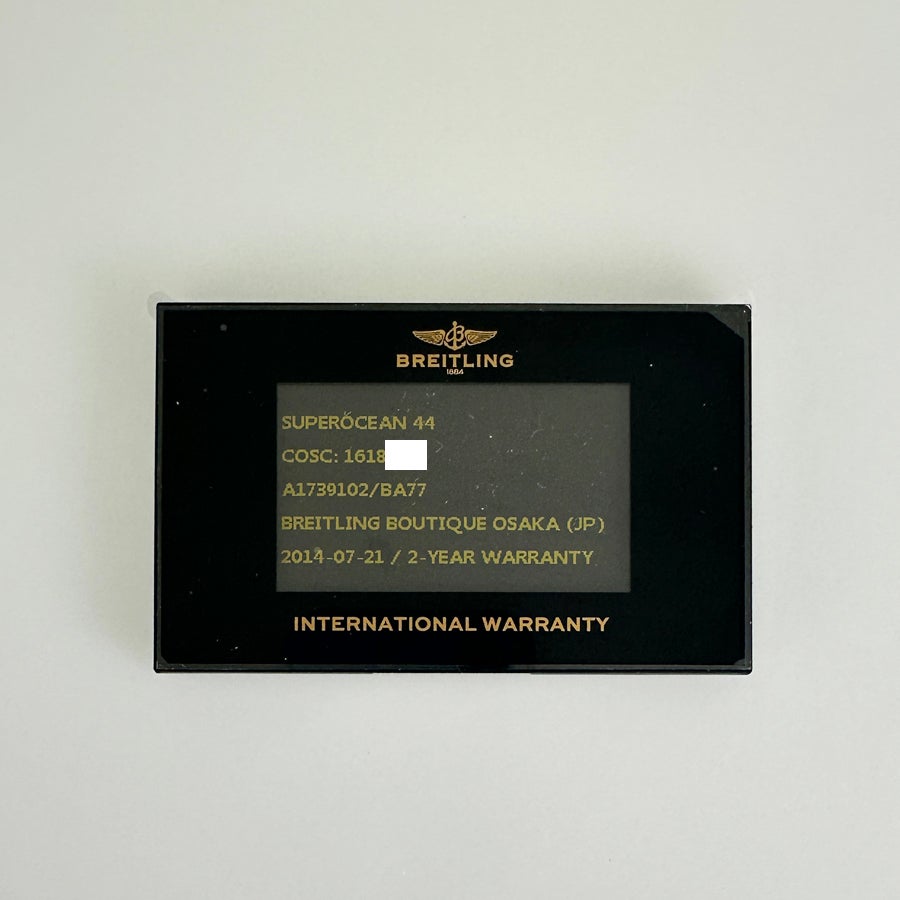 BREITLING
1884
SUPEROCEAN 44
COSC: 1618
A1739102/BA77
BREITLING BOUTIQUE OSAKA (JP)
2014-07-21 / 2-YEAR WARRANTY
INTERNATIONAL WARRANTY